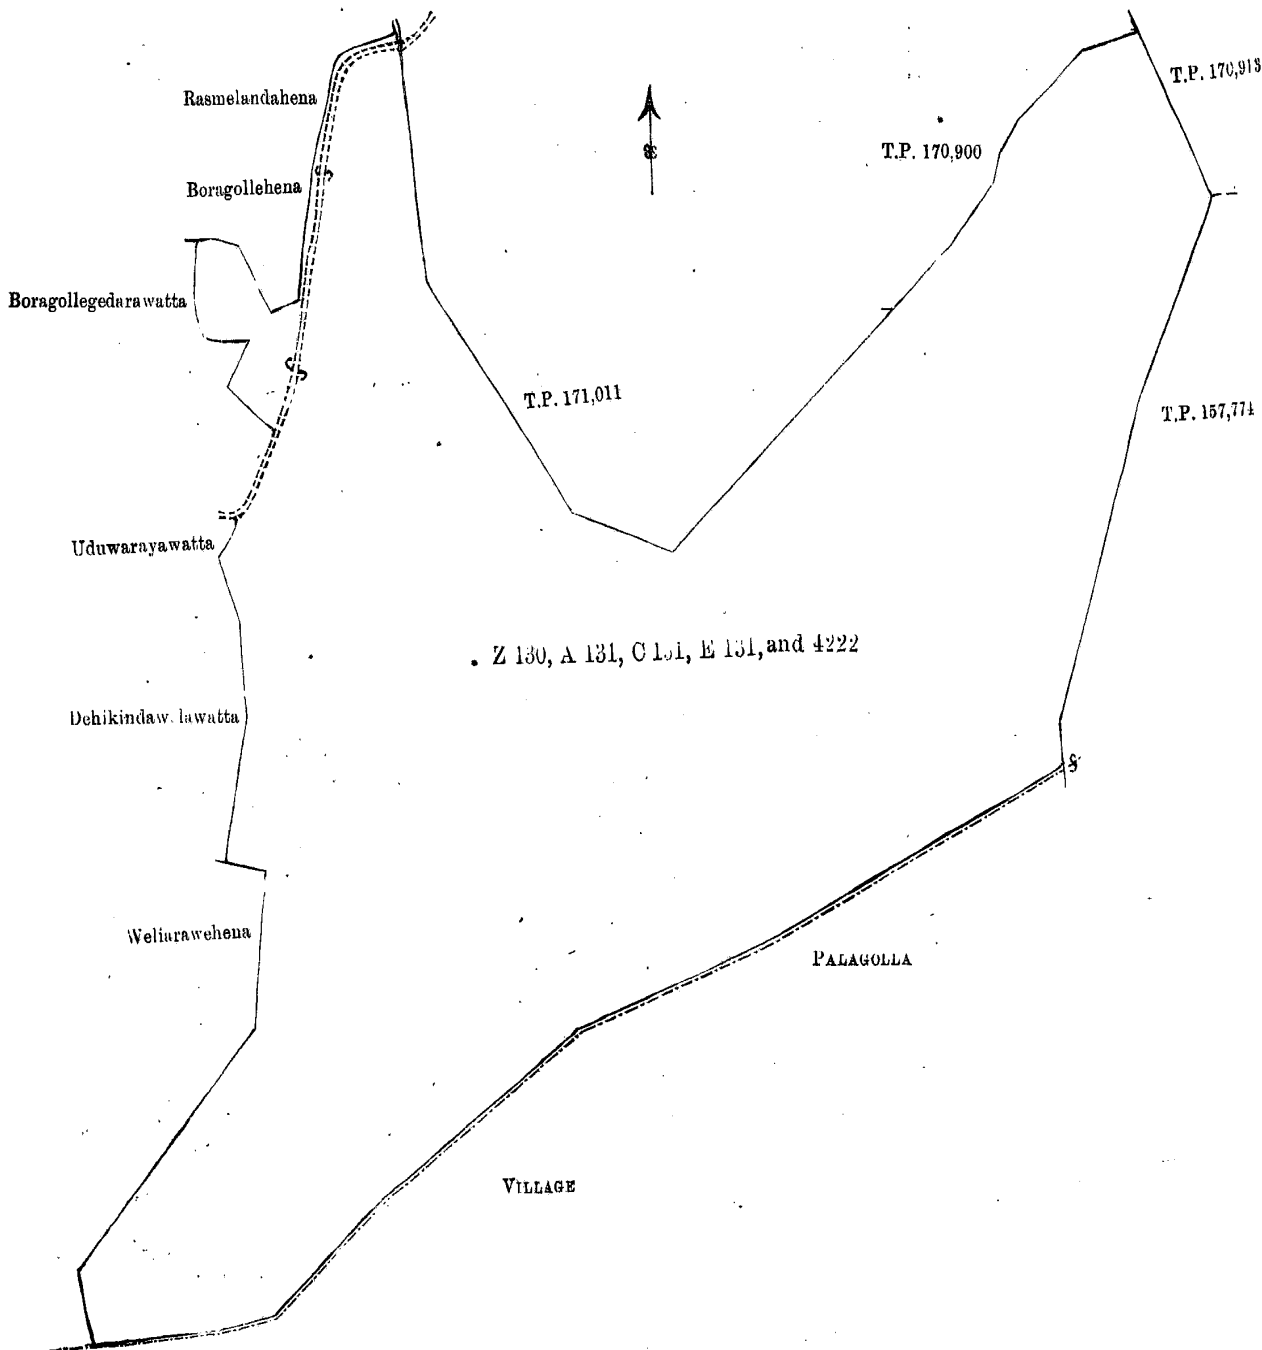 T.P. 170,913
Rasmelandahena
T.P. 170,900
Boragollehena
Boragollegedarawatta
T.P. 171,011
T.P. 157,774
Uduwarayawatta
Z 130, A 131, C 131, E 131, and 4222
Weliarawehena
PALAGOLLA
VILLAGE